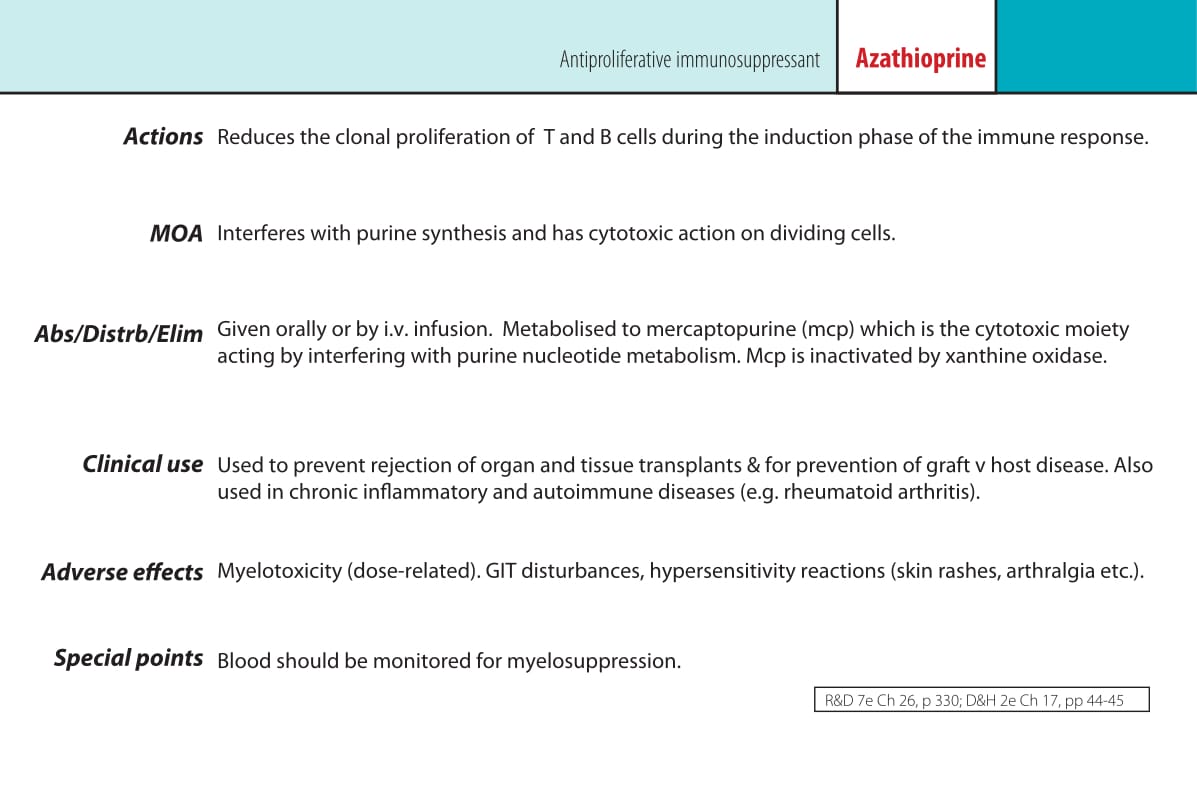 Antiproliferative immunosuppressant Azathioprine
Actions Reduces the clonal proliferation of T and B cells during the induction phase of the immune response.
MOA Interferes with purine synthesis and has cytotoxic action on dividing cells.
Abs/Distrb/Elim Given orally or by i.v. infusion. Metabolised to mercaptopurine (mcp) which is the cytotoxic moiety
acting by interfering with purine nucleotide metabolism. Mcp is inactivated by xanthine oxidase.
Clinical use Used to prevent rejection of organ and tissue transplants & for prevention of graft v host disease. Also
used in chronic inflammatory and autoimmune diseases (e.g. rheumatoid arthritis).
Adverse effects Myelotoxicity (dose-related). GIT disturbances, hypersensitivity reactions (skin rashes, arthralgia etc.).
Special points Blood should be monitored for myelosuppression.
R&D 7e Ch 26, p 330; D&H 2e Ch 17, pp 44-45